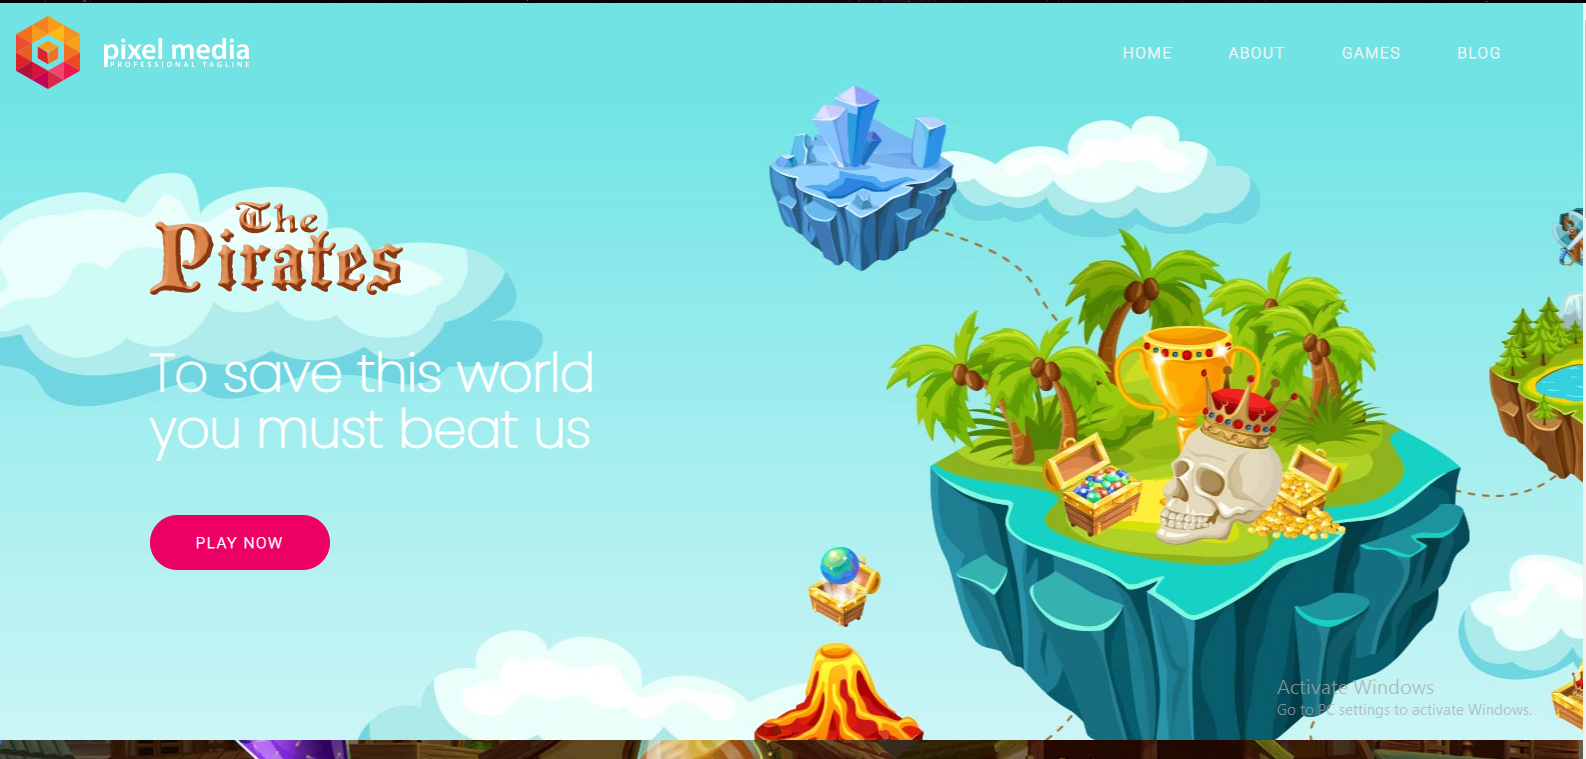 pixel media
PROFESSIONAL TAGLINE
HOME ABOUT GAMES BLOG
The
Pirates
To save this world
you must beat us
PLAY NOW
Activate Windows
Go to PC settings to activate Windows.